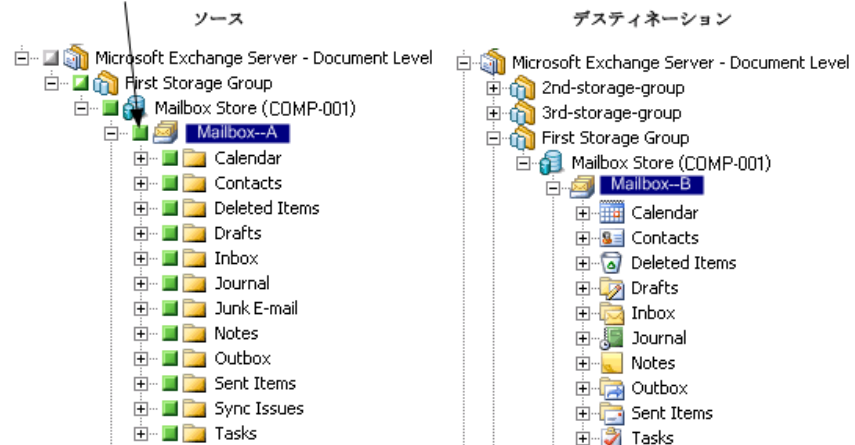 ソース
Microsoft Exchange Server - Document Level
First Storage Group
Mailbox Store (COMP-001)
Mailbox--A
Calendar
Contacts
Deleted Items
Drafts
Inbox
Journal
Junk E-mail
Notes
Outbox
Sent Items
Sync Issues
Tasks
デスティネーション
Microsoft Exchange Server - Document Level
2nd-storage-group
3rd-storage-group
First Storage Group
Mailbox Store (COMP-001)
Mailbox--B
Calendar
Contacts
Deleted Items
Drafts
Inbox
Journal
Notes
Outbox
Sent Items
Tasks